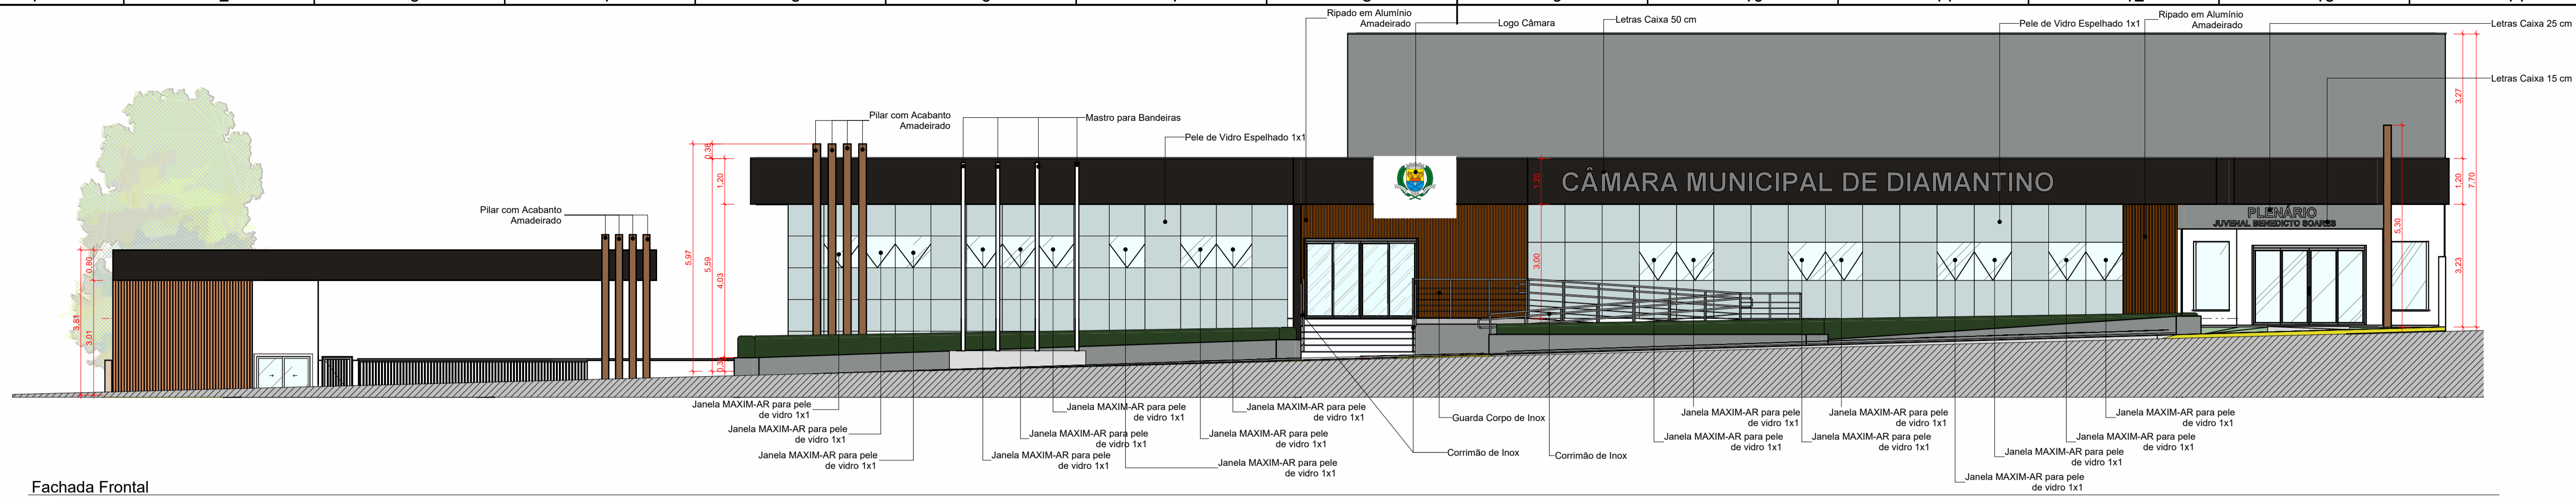 Ripado em Alumínio
Amadeirado
Logo Câmara
Letras Caixa 50 cm
Pele de Vidro Espelhado 1x1
Ripado em Alumínio
Amadeirado
Letras Caixa 25 cm
Letras Caixa 15 cm
3,27
7,70
1,20
3,23
5,30
Pilar com Acabanto
Amadeirado
Mastro para Bandeiras
Pele de Vidro Espelhado 1x1
0,38
1,20
5,97
5,59
4,03
CÂMARA MUNICIPAL DE DIAMANTINO
1,20
3,00
PLENÁRIO
JUVENAL BENEDICTO SOARES
Pilar com Acabanto
Amadeirado
0,80
3,81
3,01
Janela MAXIM-AR para pele
de vidro 1x1
Janela MAXIM-AR para pele
de vidro 1x1
Janela MAXIM-AR para pele
de vidro 1x1
Janela MAXIM-AR para pele
de vidro 1x1
Janela MAXIM-AR para pele
de vidro 1x1
Janela MAXIM-AR para pele
de vidro 1x1
Janela MAXIM-AR para pele
de vidro 1x1
Janela MAXIM-AR para pele
de vidro 1x1
Janela MAXIM-AR para pele
de vidro 1x1
Guarda Corpo de Inox
Corrimão de Inox
Corrimão de Inox
Janela MAXIM-AR para pele
de vidro 1x1
Janela MAXIM-AR para pele
de vidro 1x1
Janela MAXIM-AR para pele
de vidro 1x1
Janela MAXIM-AR para pele
de vidro 1x1
Janela MAXIM-AR para pele
de vidro 1x1
Janela MAXIM-AR para pele
de vidro 1x1
Janela MAXIM-AR para pele
de vidro 1x1
Janela MAXIM-AR para pele
de vidro 1x1
Fachada Frontal